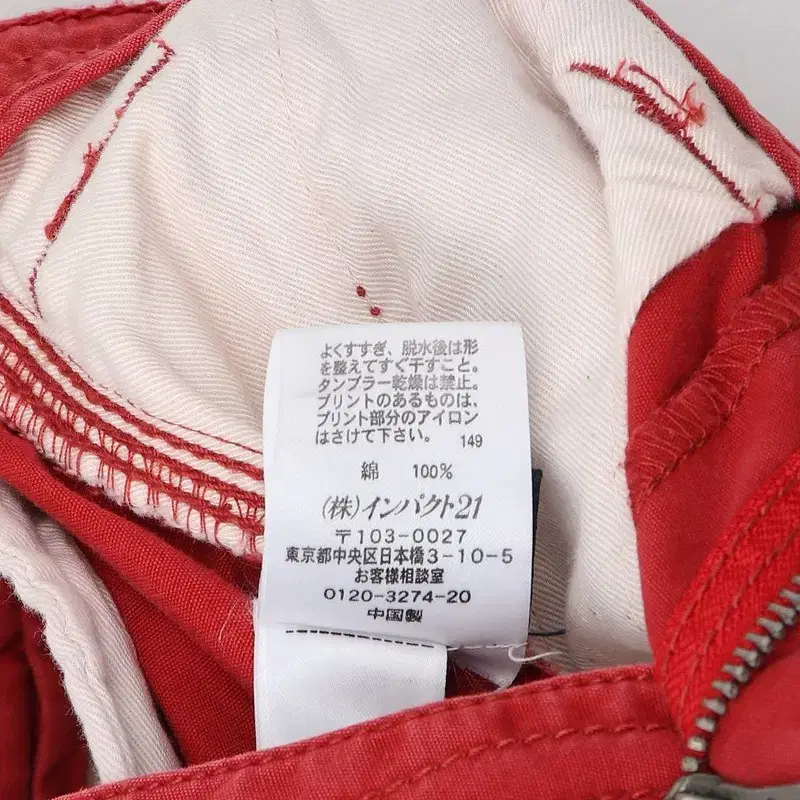 よくすすぎ、脱水後は形
を整えてすぐ干すこと。
タンブラー乾燥は禁止。
プリントのあるものは、
プリント部分のアイロン
はさけて下さい。 149
綿 100%
(株)インパクト21
〒103-0027
東京都中央区日本橋3-10-5
お客様相談室
0120-3274-20
中国製